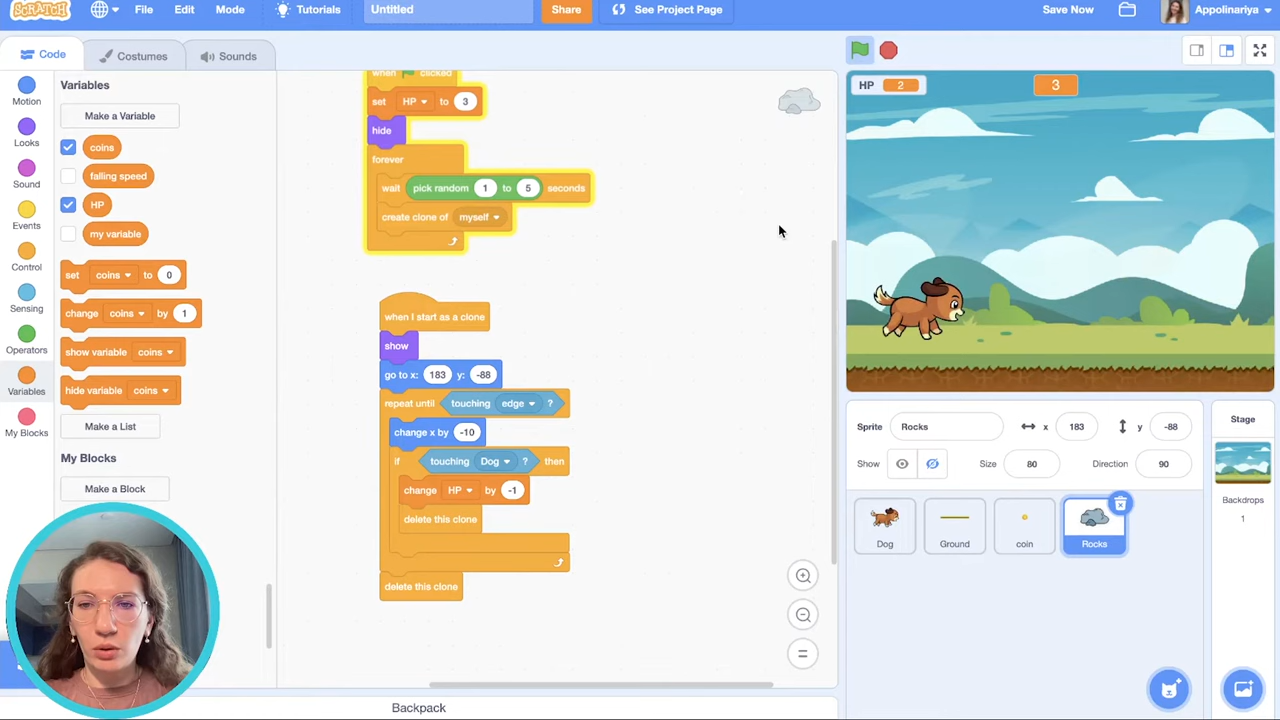 SCRATCH
File
Edit
Mode
Tutorials
Untitled
Share
See Project Page
Save Now
Appolinariya
Code
Costumes
Sounds
Motion
Looks
Sound
Events
Control
Sensing
Operators
Variables
My Blocks
Variables
Make a Variable
coins
falling speed
HP
my variable
set coins to 0
change coins by 1
show variable coins
hide variable coins
Make a List
My Blocks
Make a Block
when clicked
set HP to 3
hide
forever
wait pick random 1 to 5 seconds
create clone of myself
when I start as a clone
show
go to x: 183 y: -88
repeat until touching edge ?
change x by -10
if touching Dog ? then
change HP by -1
delete this clone
delete this clone
Backpack
HP 2
3
Sprite Rocks x 183 y -88
Show Size 80 Direction 90
Dog
Ground
coin
Rocks
Stage
Backdrops
1